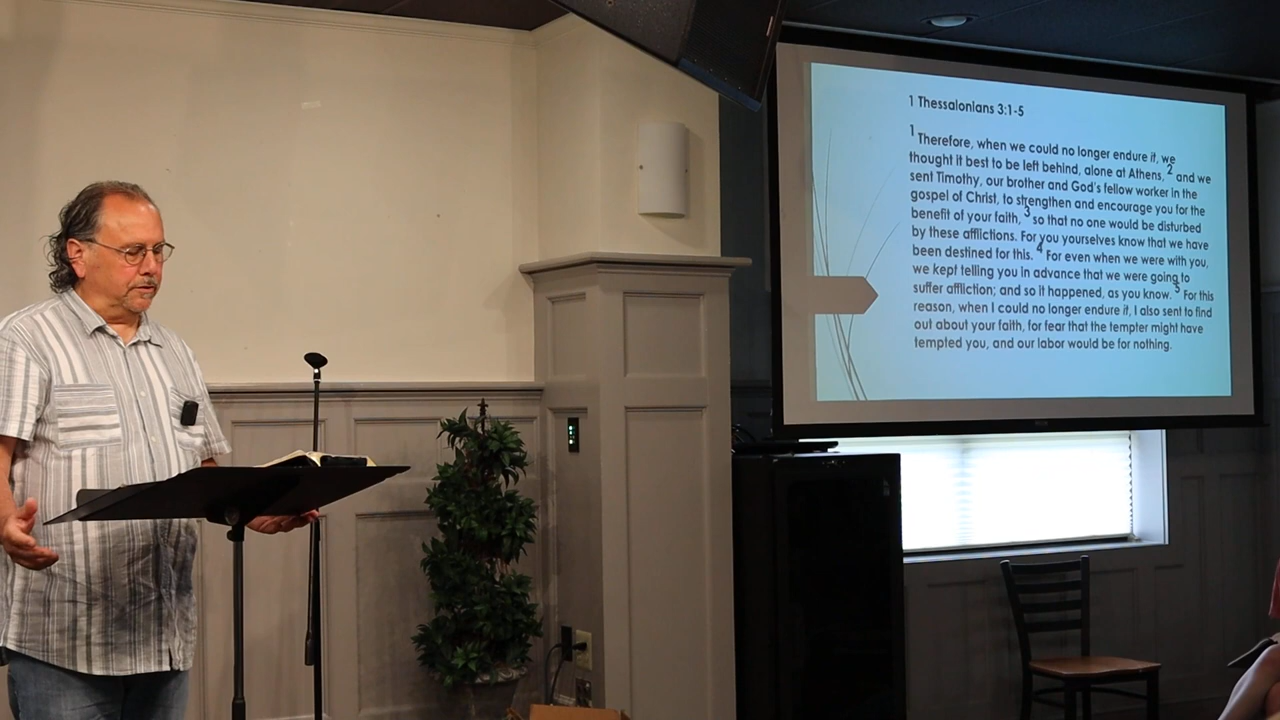 1 Thessalonians 3:1-5
1 Therefore, when we could no longer endure it, we
thought it best to be left behind, alone at Athens, 2 and we
sent Timothy, our brother and God's fellow worker in the
gospel of Christ, to strengthen and encourage you for the
benefit of your faith, 3 so that no one would be disturbed
by these afflictions. For you yourselves know that we have
been destined for this. 4 For even when we were with you,
we kept telling you in advance that we were going to
suffer affliction; and so it happened, as you know. 5 For this
reason, when I could no longer endure it, I also sent to find
out about your faith, for fear that the tempter might have
tempted you, and our labor would be for nothing.